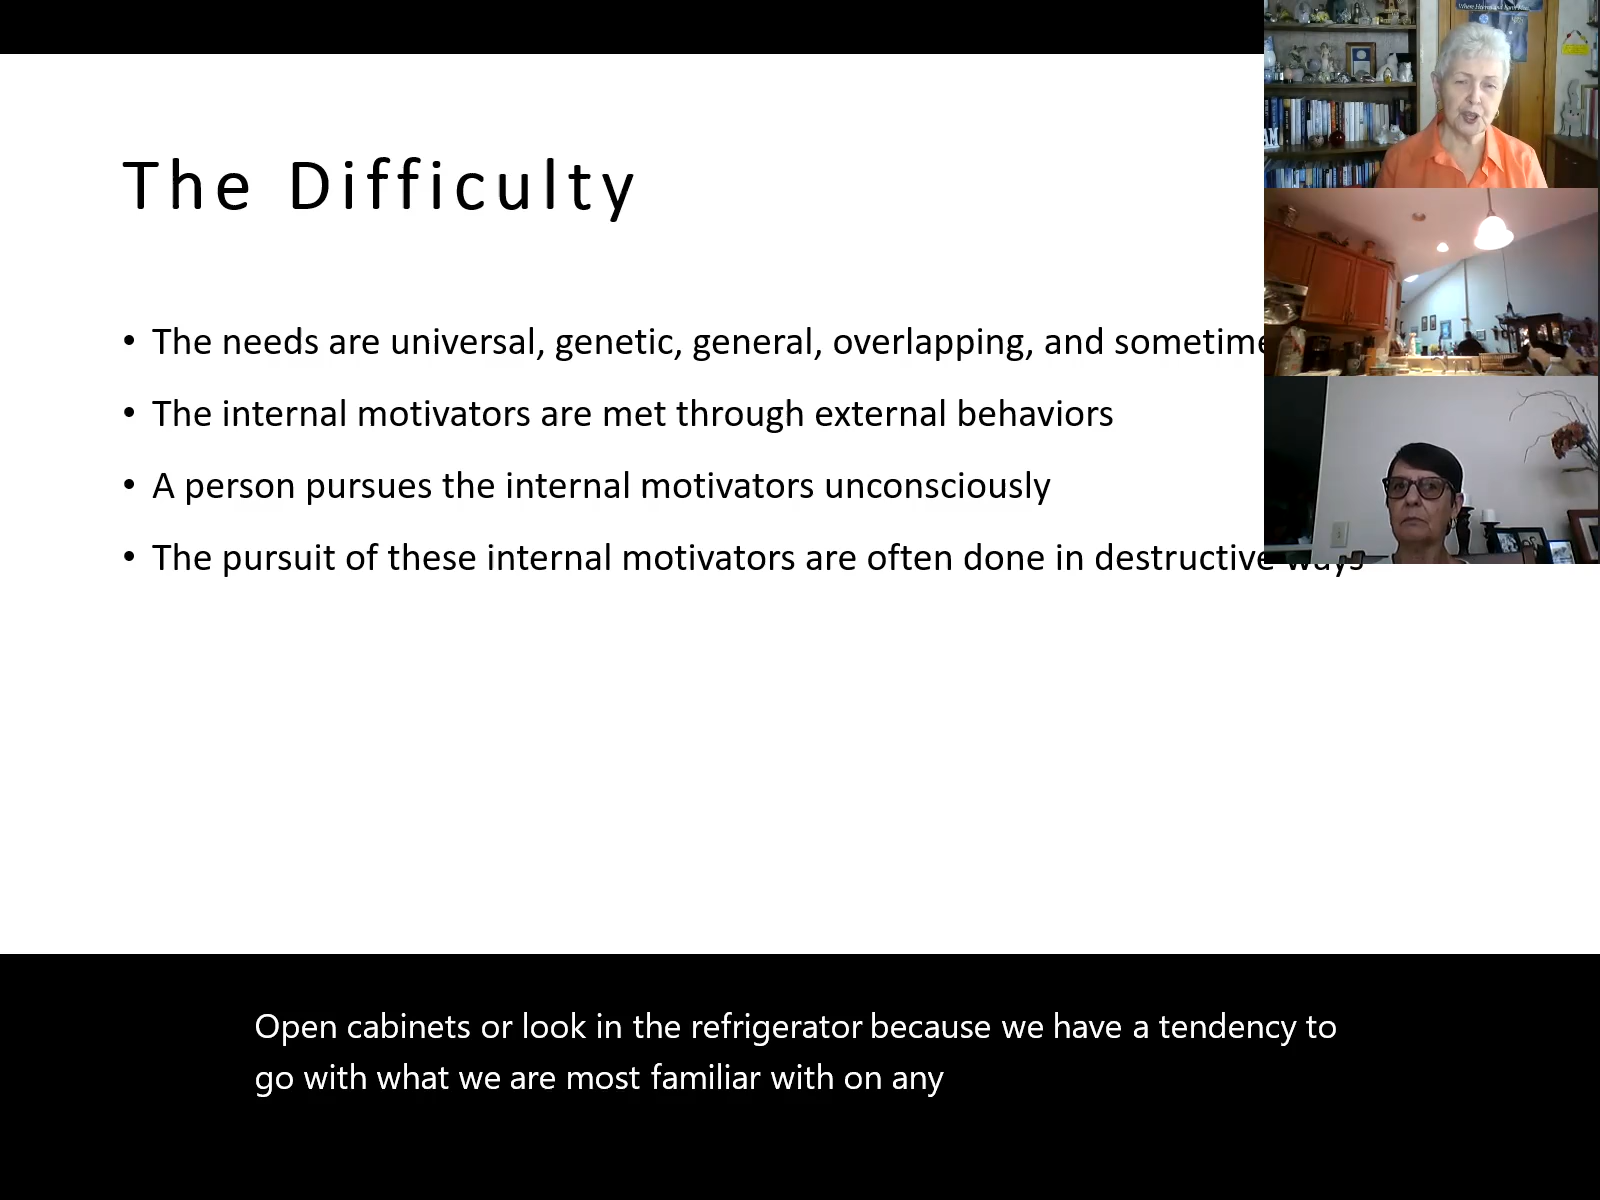 The Difficulty
• The needs are universal, genetic, general, overlapping, and
• The internal motivators are met through external behaviors
• A person pursues the internal motivators unconsciously
• The pursuit of these internal motivators are often done in destructive ways
Open cabinets or look in the refrigerator because we have a tendency to
go with what we are most familiar with on any